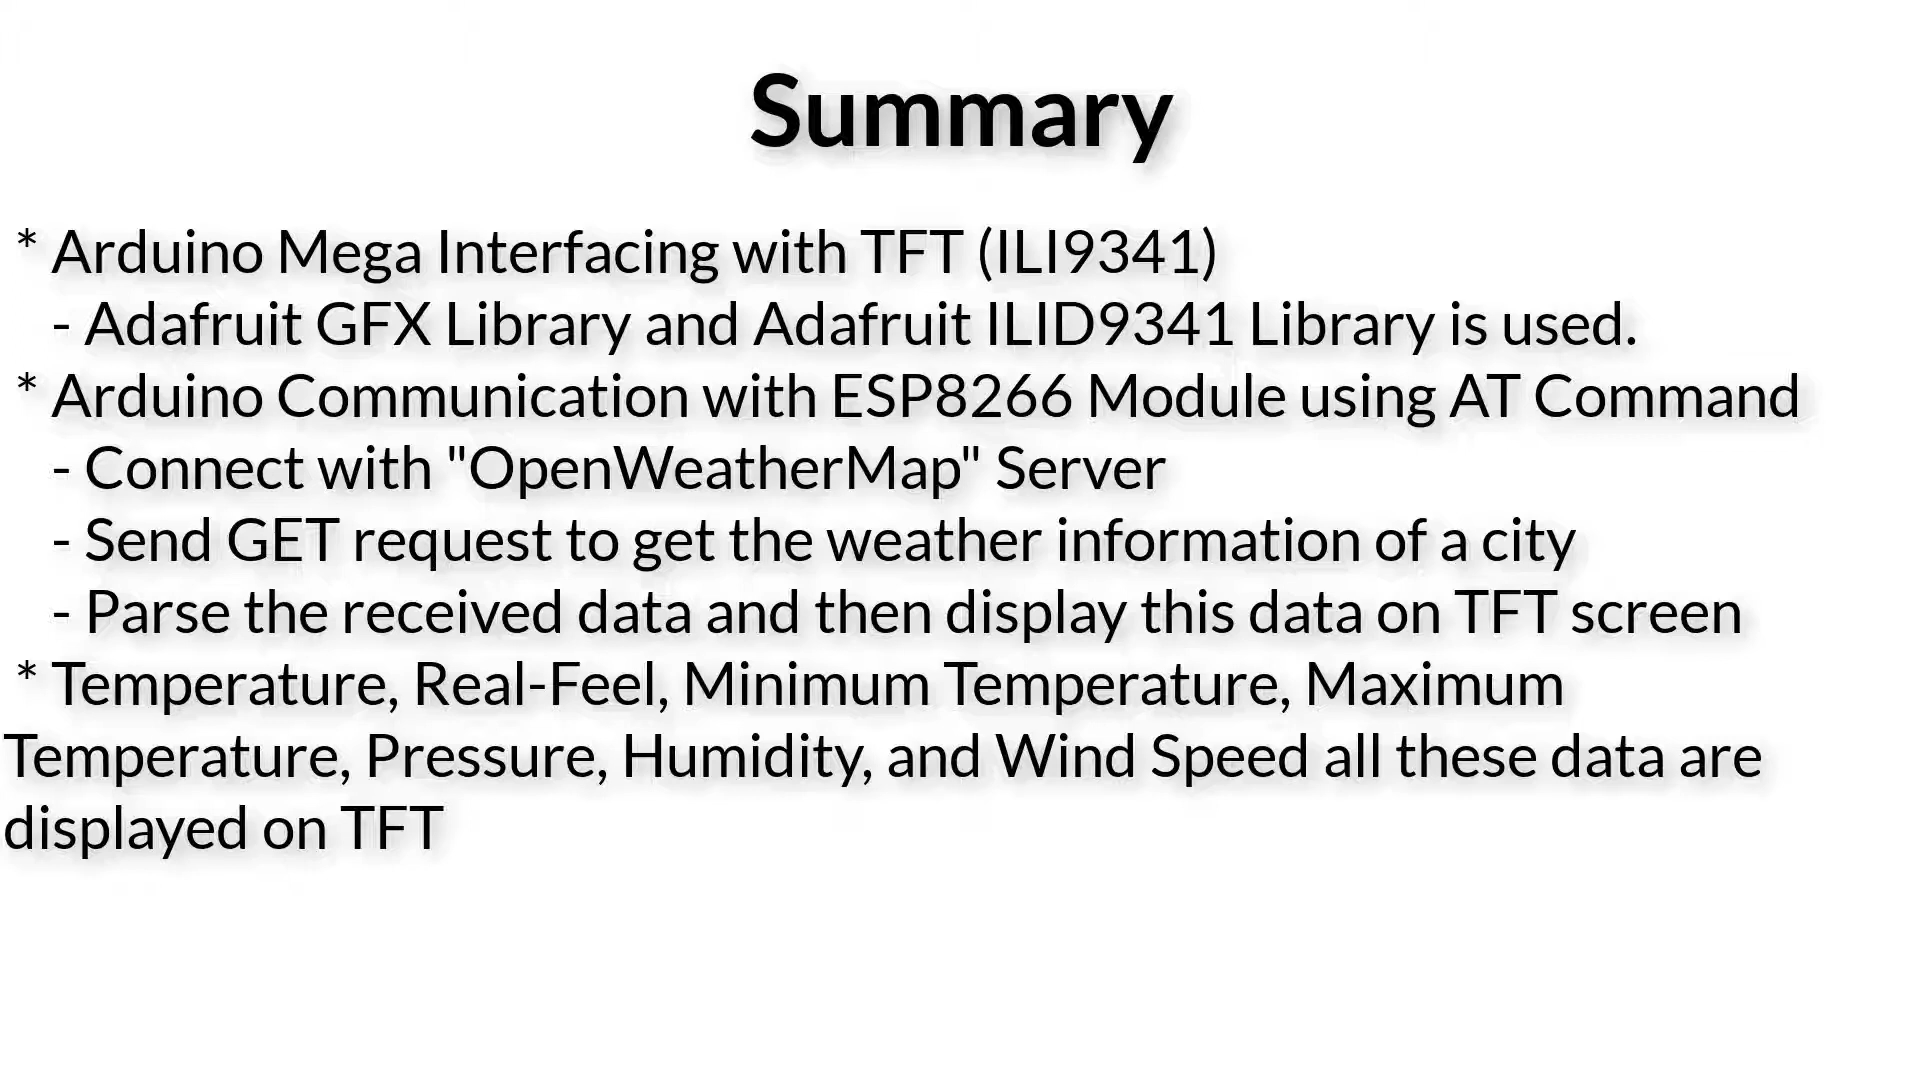 Summary
* Arduino Mega Interfacing with TFT (ILI9341)
- Adafruit GFX Library and Adafruit ILID9341 Library is used.
* Arduino Communication with ESP8266 Module using AT Command
- Connect with "OpenWeatherMap" Server
- Send GET request to get the weather information of a city
- Parse the received data and then display this data on TFT screen
* Temperature, Real-Feel, Minimum Temperature, Maximum
Temperature, Pressure, Humidity, and Wind Speed all these data are
displayed on TFT